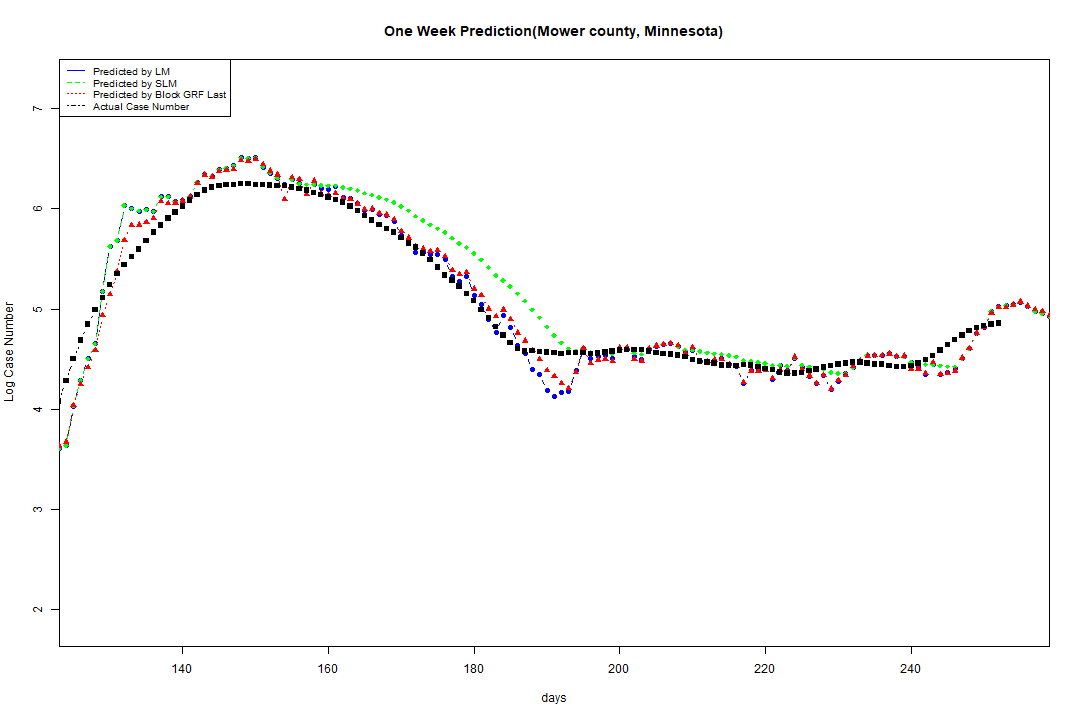 One Week Prediction(Mower county, Minnesota)
Predicted by LM
Predicted by SLM
Predicted by Block GRF Last
Actual Case Number
7
6
5
4
3
2
Log Case Number
140 160 180 200 220 240
days